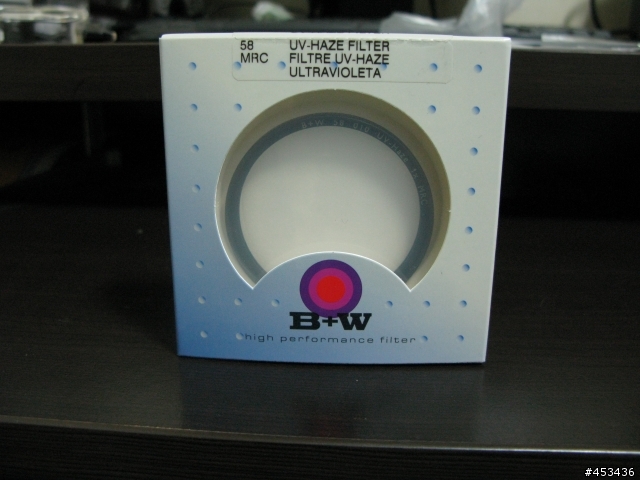 58 UV-HAZE FILTER
MRC FILTRE UV-HAZE
ULTRAVIOLETA
B+W
B+W
high performance filter
#453436